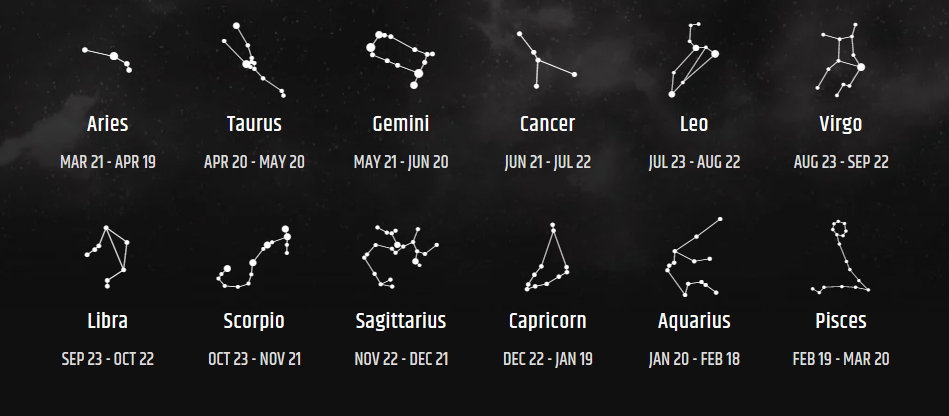 Aries Taurus Gemini Cancer Leo Virgo
MAR 21 - APR 19 APR 20 - MAY 20 MAY 21 - JUN 20 JUN 21 - JUL 22 JUL 23 - AUG 22 AUG 23 - SEP 22
Libra Scorpio Sagittarius Capricorn Aquarius Pisces
SEP 23 - OCT 22 OCT 23 - NOV 21 NOV 22 - DEC 21 DEC 22 - JAN 19 JAN 20 - FEB 18 FEB 19 - MAR 20